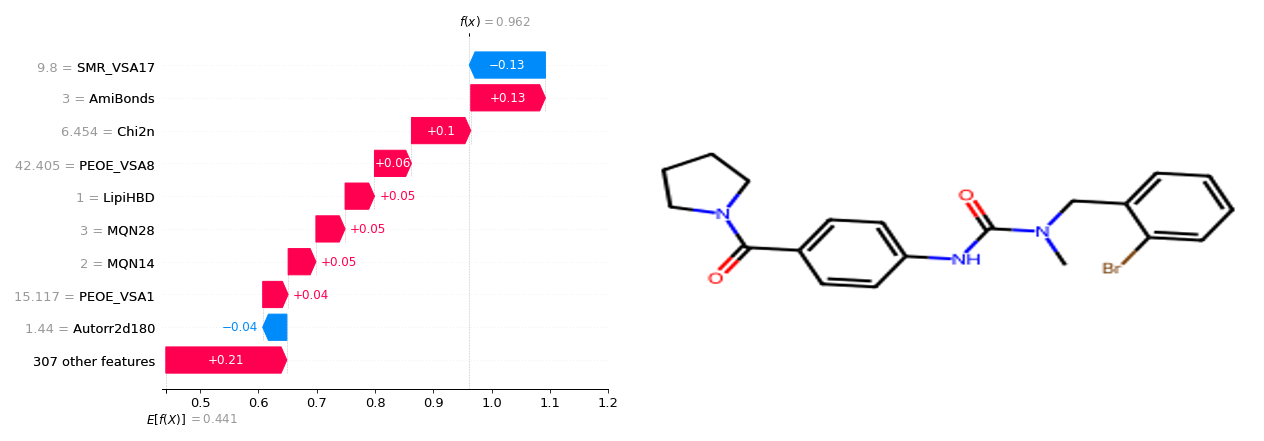 f(x) = 0.962
9.8 = SMR_VSA17
−0.13
3 = AmiBonds
+0.13
6.454 = Chi2n
+0.1
42.405 = PEOE_VSA8
+0.06
1 = LipiHBD
+0.05
3 = MQN28
+0.05
2 = MQN14
+0.05
15.117 = PEOE_VSA1
+0.04
1.44 = Autorr2d180
−0.04
307 other features
+0.21
0.5 0.6 0.7 0.8 0.9 1.0 1.1 1.2
E[f(X)] = 0.441
N
O
O
NH
N
Br